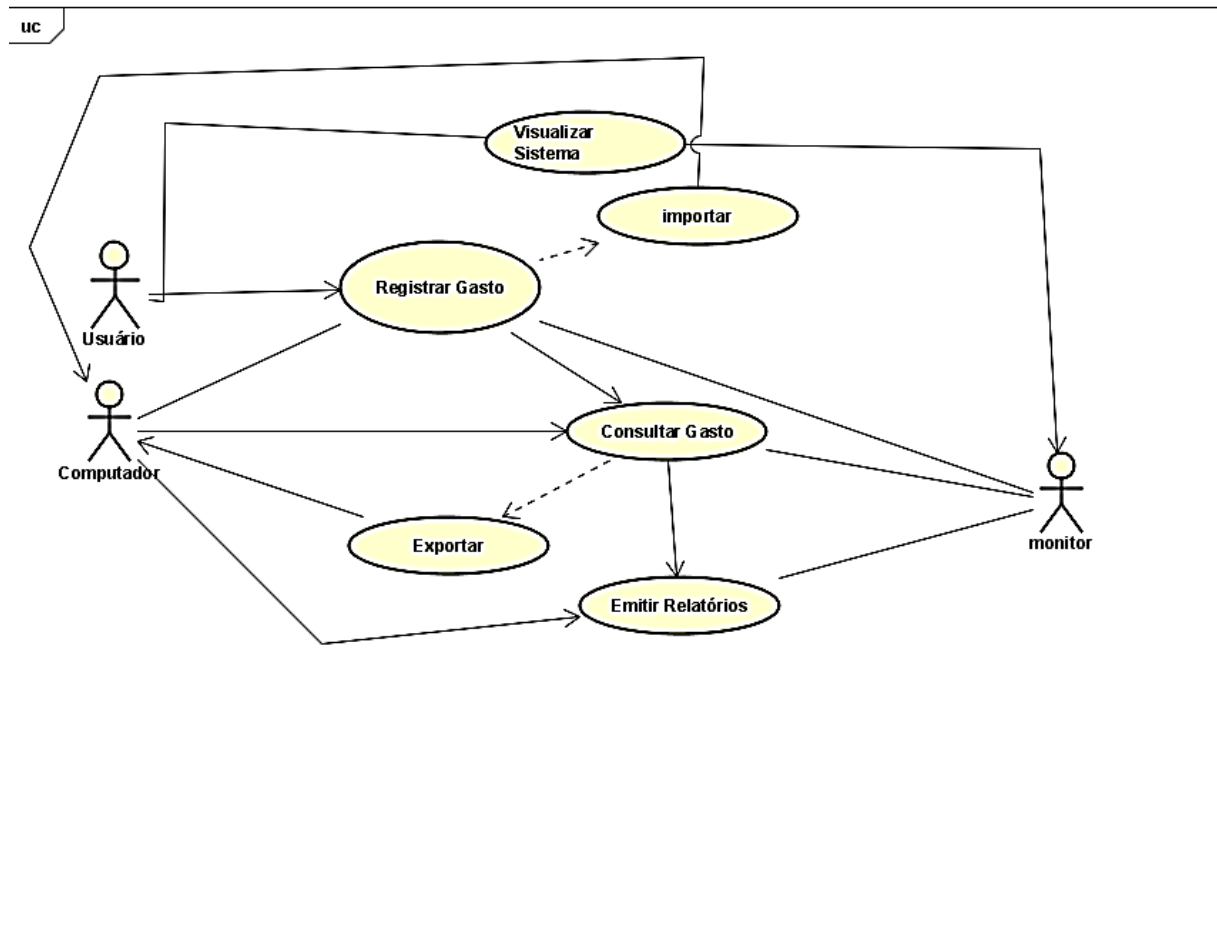 uc
Visualizar
Sistema
importar
Registrar Gasto
Usuário
Consultar Gasto
Computador
monitor
Exportar
Emitir Relatórios